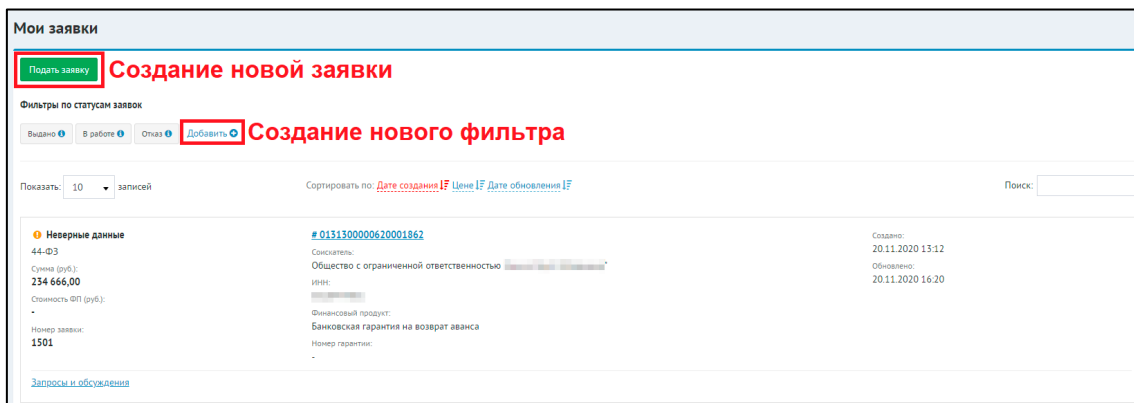 Мои заявки
Подать заявку Создание новой заявки
Фильтры по статусам заявок
Выдано В работе Отказ Добавить Создание нового фильтра
Показать: 10 записей Сортировать по: Дате создания Цене Дате обновления Поиск:
Неверные данные # 0131300000620001862 Создано:
44-ФЗ Соискатель: 20.11.2020 13:12
Сумма (руб.): Общество с ограниченной ответственностью " Обновлено:
234 666,00 ИНН: 20.11.2020 16:20
Стоимость ФП (руб.):
- Финансовый продукт:
Номер заявки: Банковская гарантия на возврат аванса
1501 Номер гарантии:
-
Запросы и обсуждения